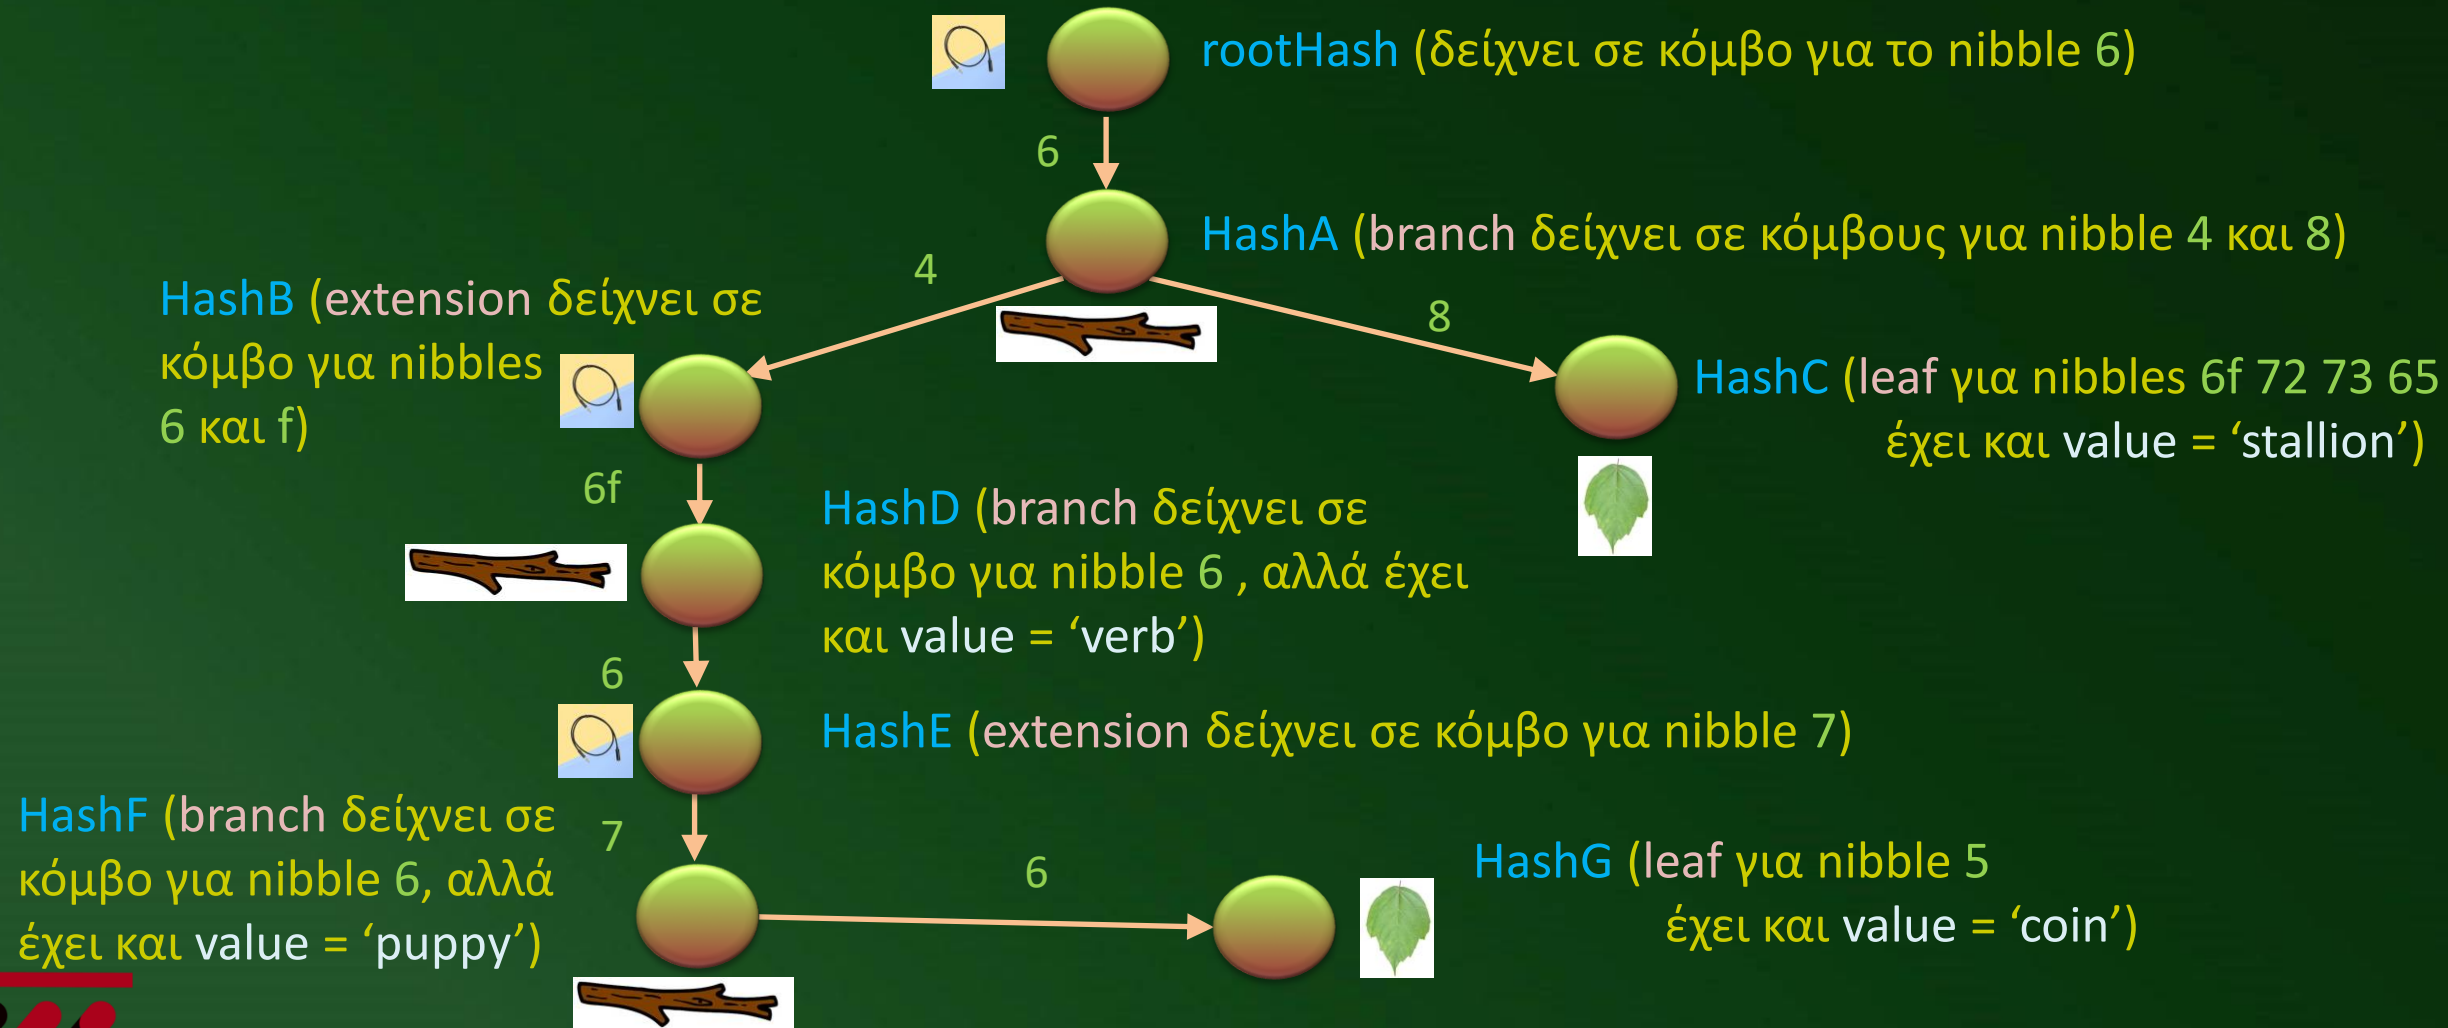 rootHash (δείχνει σε κόμβο για το nibble 6)
6
HashA (branch δείχνει σε κόμβους για nibble 4 και 8)
4
8
HashB (extension δείχνει σε
κόμβο για nibbles
6 και f)
HashC (leaf για nibbles 6f 72 73 65
έχει και value = ‘stallion’)
6f
HashD (branch δείχνει σε
κόμβο για nibble 6 , αλλά έχει
και value = ‘verb’)
6
HashE (extension δείχνει σε κόμβο για nibble 7)
7
HashF (branch δείχνει σε
κόμβο για nibble 6, αλλά
έχει και value = ‘puppy’)
6
HashG (leaf για nibble 5
έχει και value = ‘coin’)